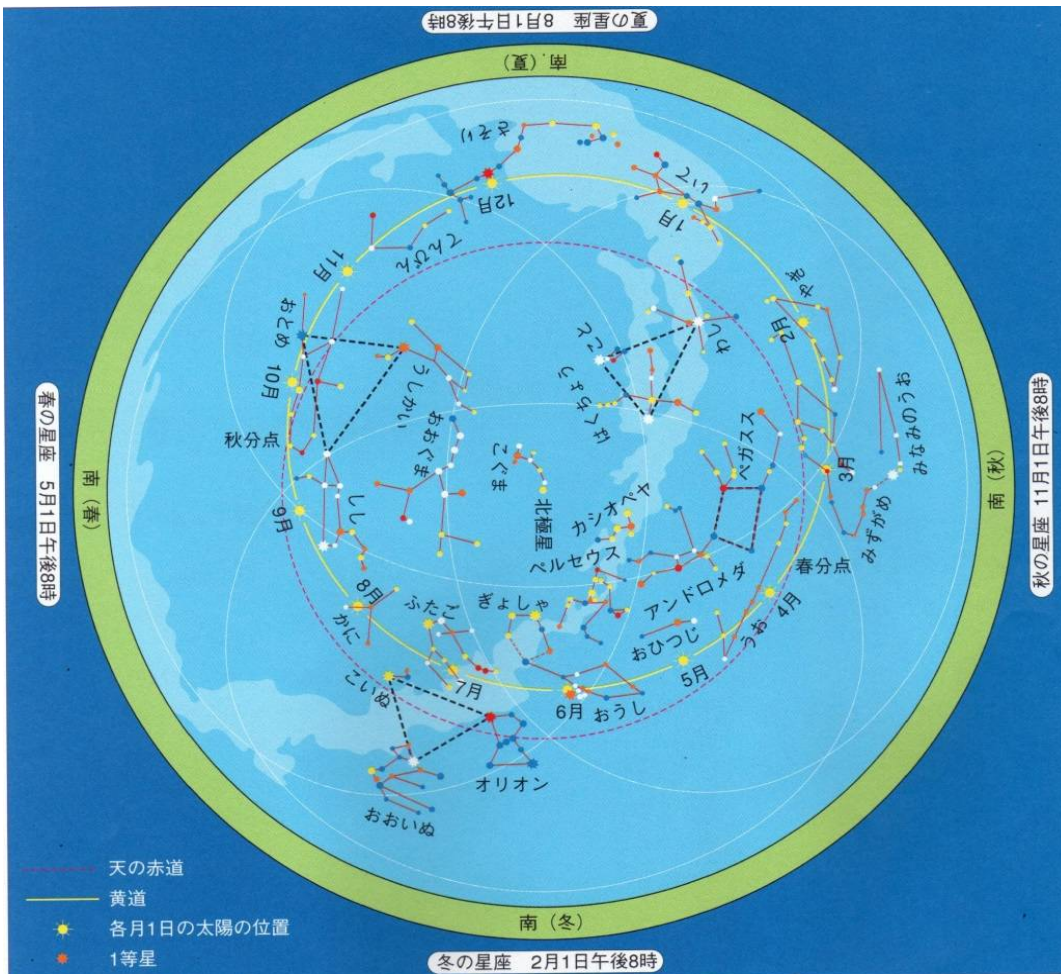 夏の星座 8月1日午後8時
南（夏）
さそり
いて
12月
1月
てんびん
11月
やぎ
2月
おとめ
こと
わし
うしかい
はくちょう
10月
おおぐま
こぐま
ペガスス
みなみのうお
春の星座 5月1日午後8時
南（春）
秋分点
北極星
カシオペヤ
3月
みずがめ
南（秋）
秋の星座 11月1日午後8時
しし
9月
ペルセウス
春分点
アンドロメダ
4月
8月
かに
ふたご
ぎょしゃ
おひつじ
うお
5月
こいぬ
7月
6月
おうし
オリオン
おおいぬ
天の赤道
黄道
各月1日の太陽の位置
1等星
南（冬）
冬の星座 2月1日午後8時